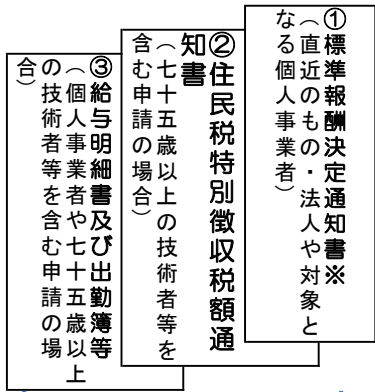 ①標準報酬決定通知書※
（直近のもの・法人や対象と
なる個人事業者）
②住民税特別徴収税額通
知書
（七十五歳以上の技術者等を
含む申請の場合）
③給与明細書及び出勤簿等
（個人事業者や七十五歳以上
の技術者等を含む申請の場
合）